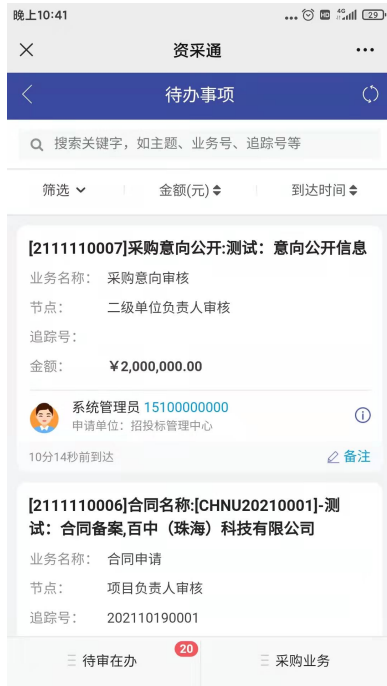 晚上10:41
4G
29
资采通
待办事项
搜索关键字，如主题、业务号、追踪号等
筛选 金额(元) 到达时间
[2111110007]采购意向公开:测试：意向公开信息
业务名称： 采购意向审核
节点： 二级单位负责人审核
追踪号：
金额： ￥2,000,000.00
系统管理员 15100000000
申请单位：招投标管理中心
10分14秒前到达 备注
[2111110006]合同名称:[CHNU20210001]-测
试：合同备案,百中（珠海）科技有限公司
业务名称： 合同申请
节点： 项目负责人审核
追踪号： 202110190001
待审在办 20 采购业务